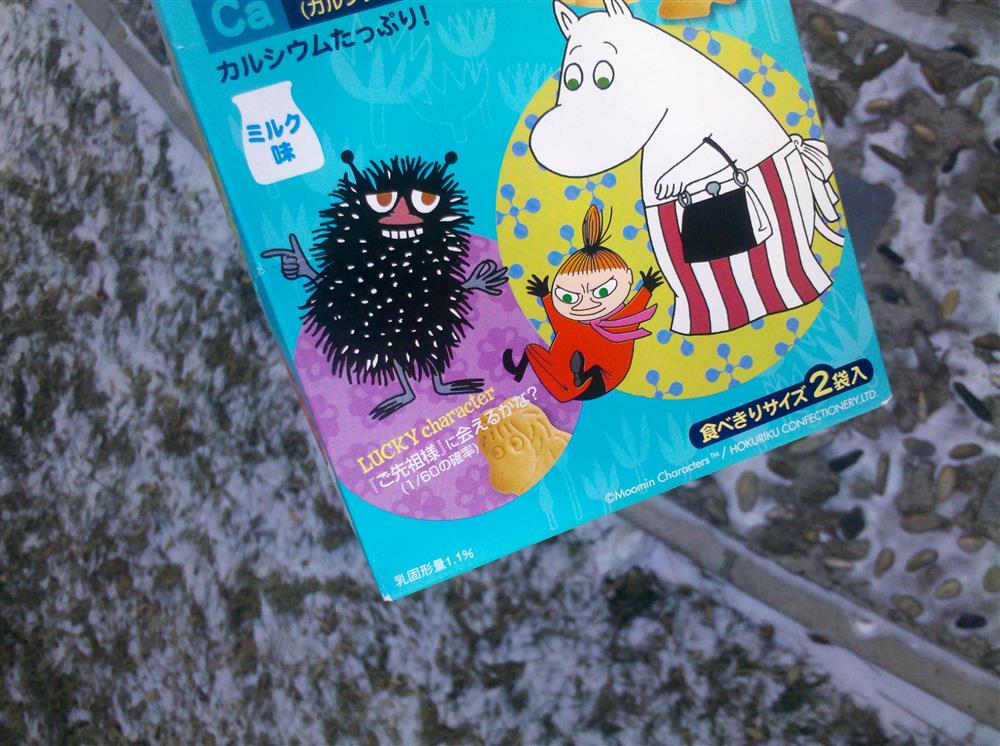 Ca
カルシウムたっぷり!
ミルク
味
LUCKY character
『ご先祖様』に会えるかな?
(1/60の確率)
食べきりサイズ2袋入
©Moomin Characters™ / HOKURIKU CONFECTIONERY,LTD.
乳固形量1.1%